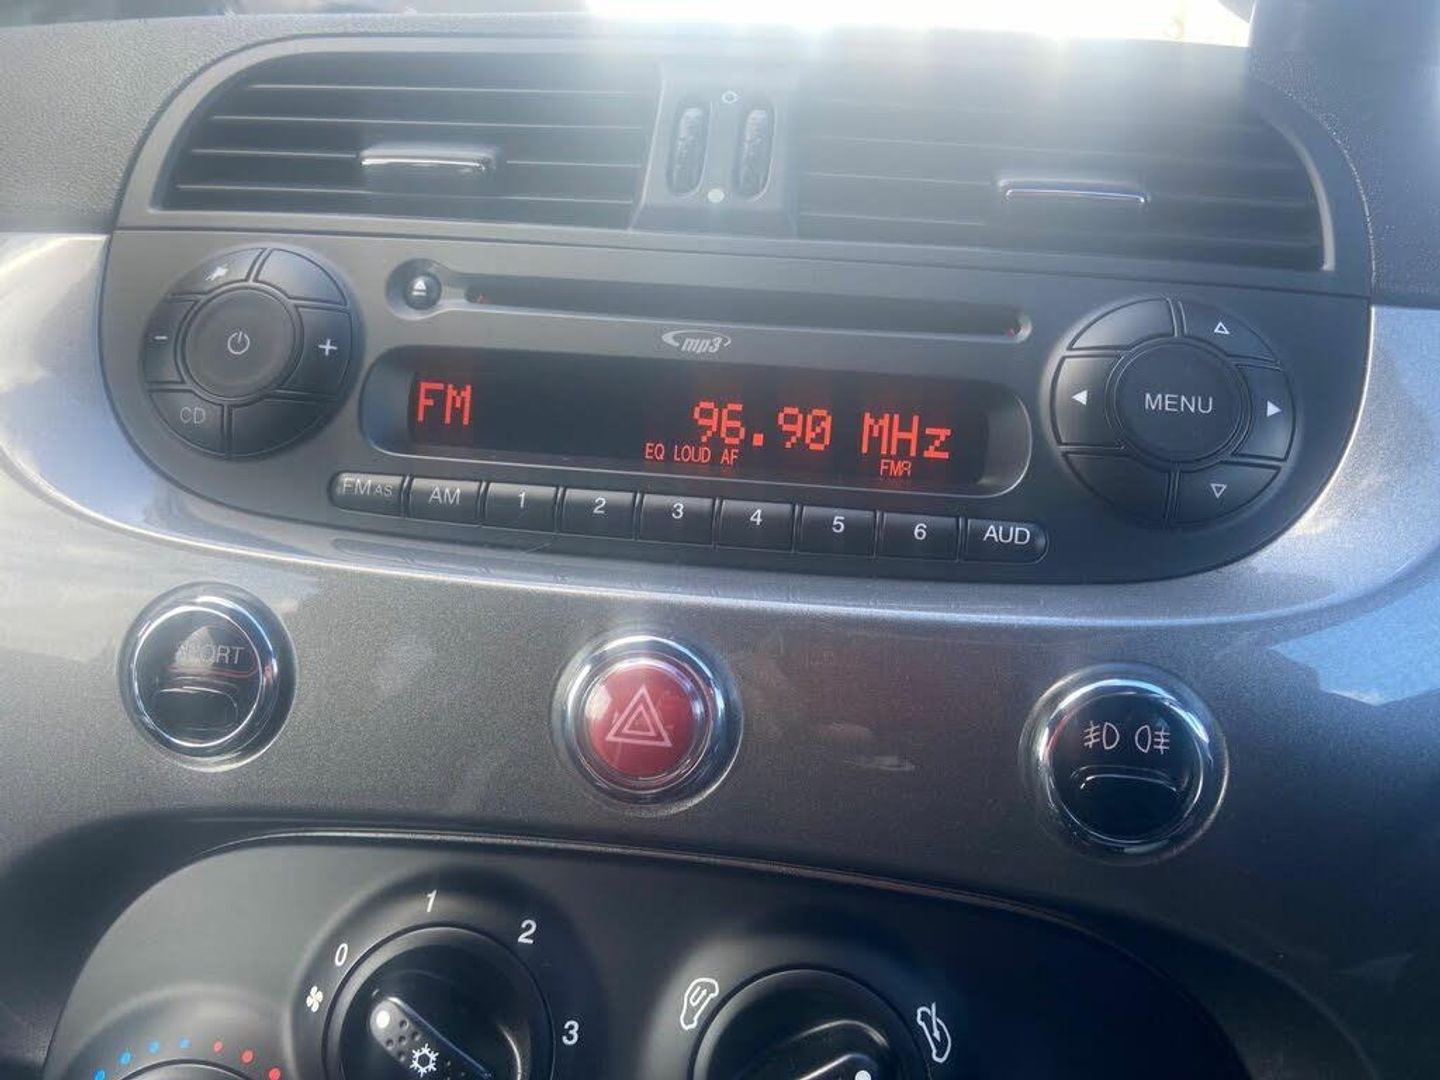 mp3
FM 96.90 MHz
EQ LOUD AF FMA
CD
MENU
FM AS AM 1 2 3 4 5 6 AUD
SPORT
0 1 2 3